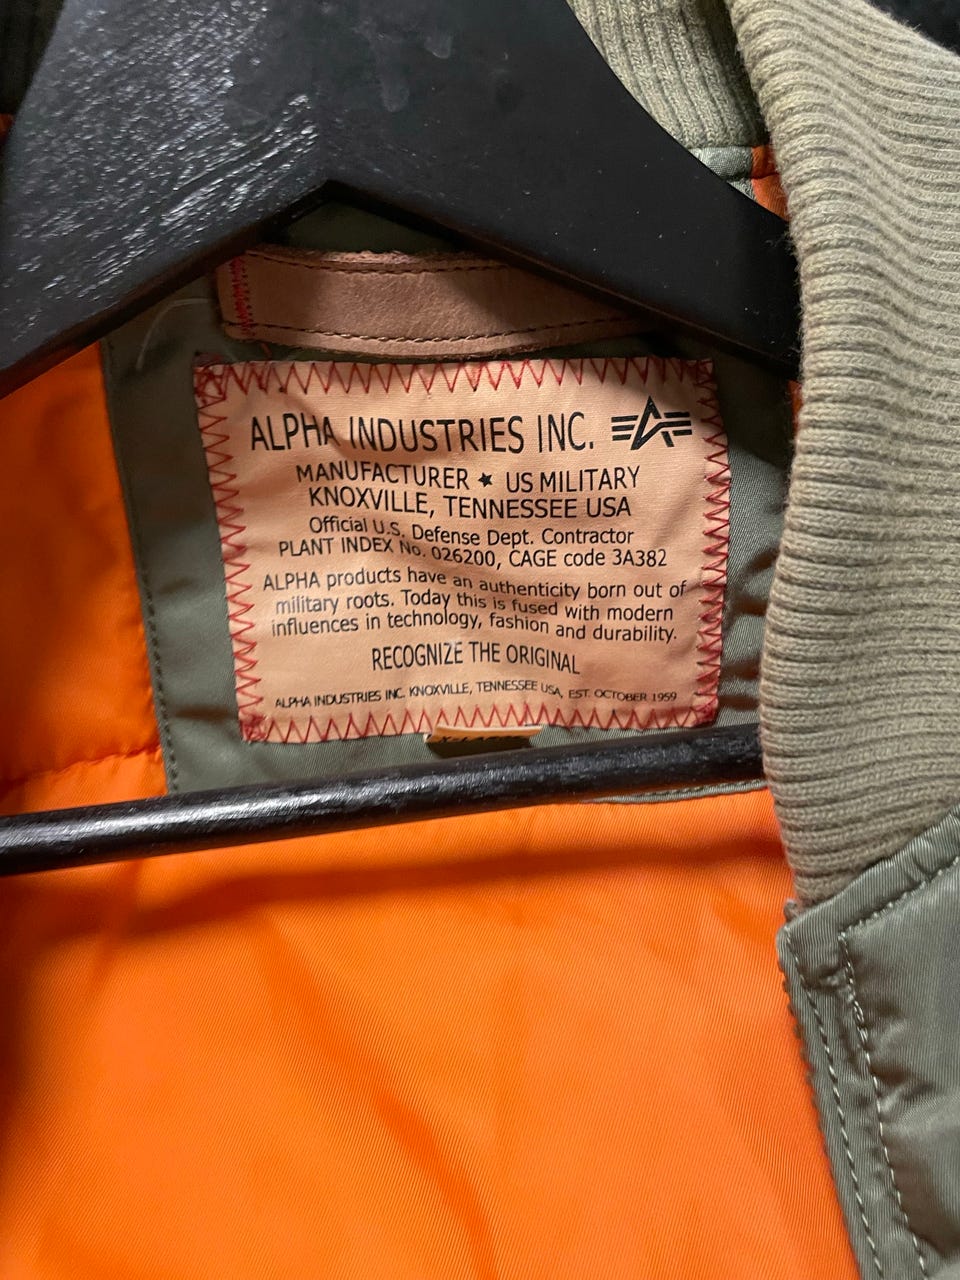 ALPHA INDUSTRIES INC.
MANUFACTURER ★ US MILITARY
KNOXVILLE, TENNESSEE USA
Official U.S. Defense Dept. Contractor
PLANT INDEX No. 026200, CAGE code 3A382
ALPHA products have an authenticity born out of
military roots. Today this is fused with modern
influences in technology, fashion and durability.
RECOGNIZE THE ORIGINAL
ALPHA INDUSTRIES INC. KNOXVILLE, TENNESSEE USA, EST. OCTOBER 1959